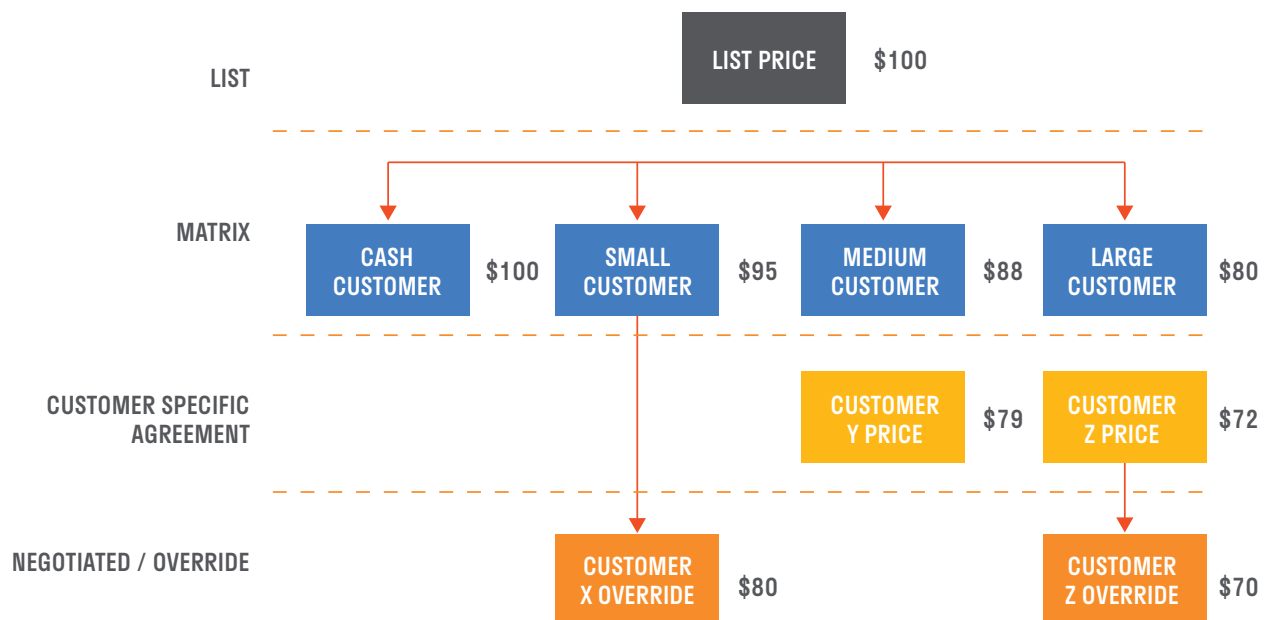 LIST
LIST PRICE
$100
MATRIX
CASH
CUSTOMER
$100
SMALL
CUSTOMER
$95
MEDIUM
CUSTOMER
$88
LARGE
CUSTOMER
$80
CUSTOMER SPECIFIC
AGREEMENT
CUSTOMER
Y PRICE
$79
CUSTOMER
Z PRICE
$72
NEGOTIATED / OVERRIDE
CUSTOMER
X OVERRIDE
$80
CUSTOMER
Z OVERRIDE
$70